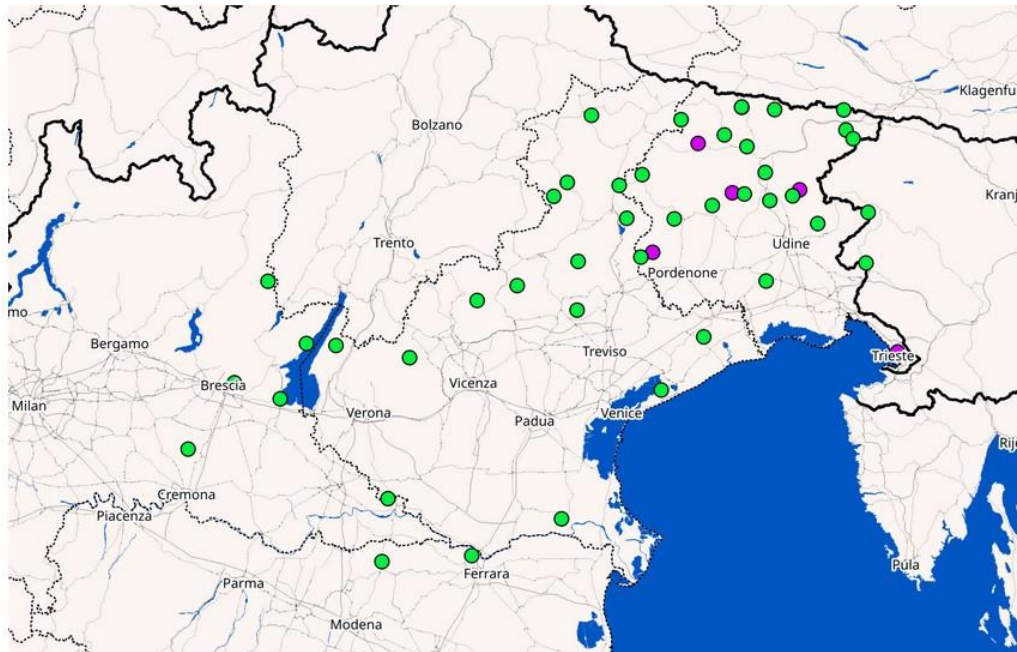 Klagenfu
Bolzano
Kranj
Trento
Udine
Pordenone
mo
Bergamo
Treviso
Trieste
Brescia
Vicenza
Milan
Verona
Venice
Padua
Rij
Cremona
Piacenza
Pula
Ferrara
Parma
Modena